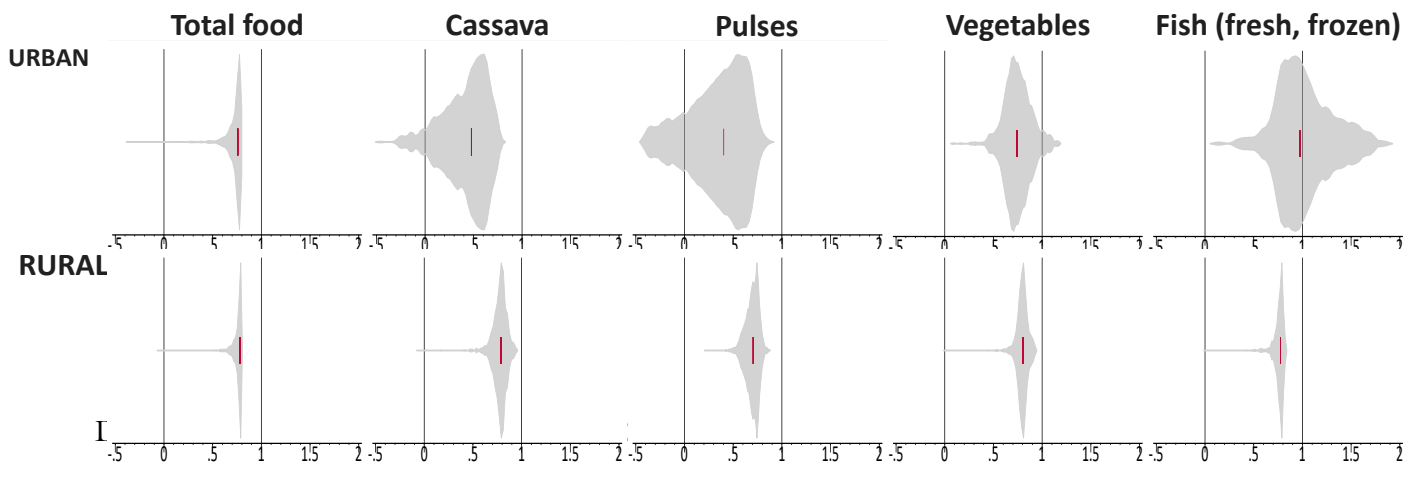 Total food Cassava Pulses Vegetables Fish (fresh, frozen)
URBAN
-.5 0 .5 1 1.5 2 -.5 0 .5 1 1.5 2 -.5 0 .5 1 1.5 2 -.5 0 .5 1 1.5 2 -.5 0 .5 1 1.5 2
RURAL
-.5 0 .5 1 1.5 2 -.5 0 .5 1 1.5 2 -.5 0 .5 1 1.5 2 -.5 0 .5 1 1.5 2 -.5 0 .5 1 1.5 2